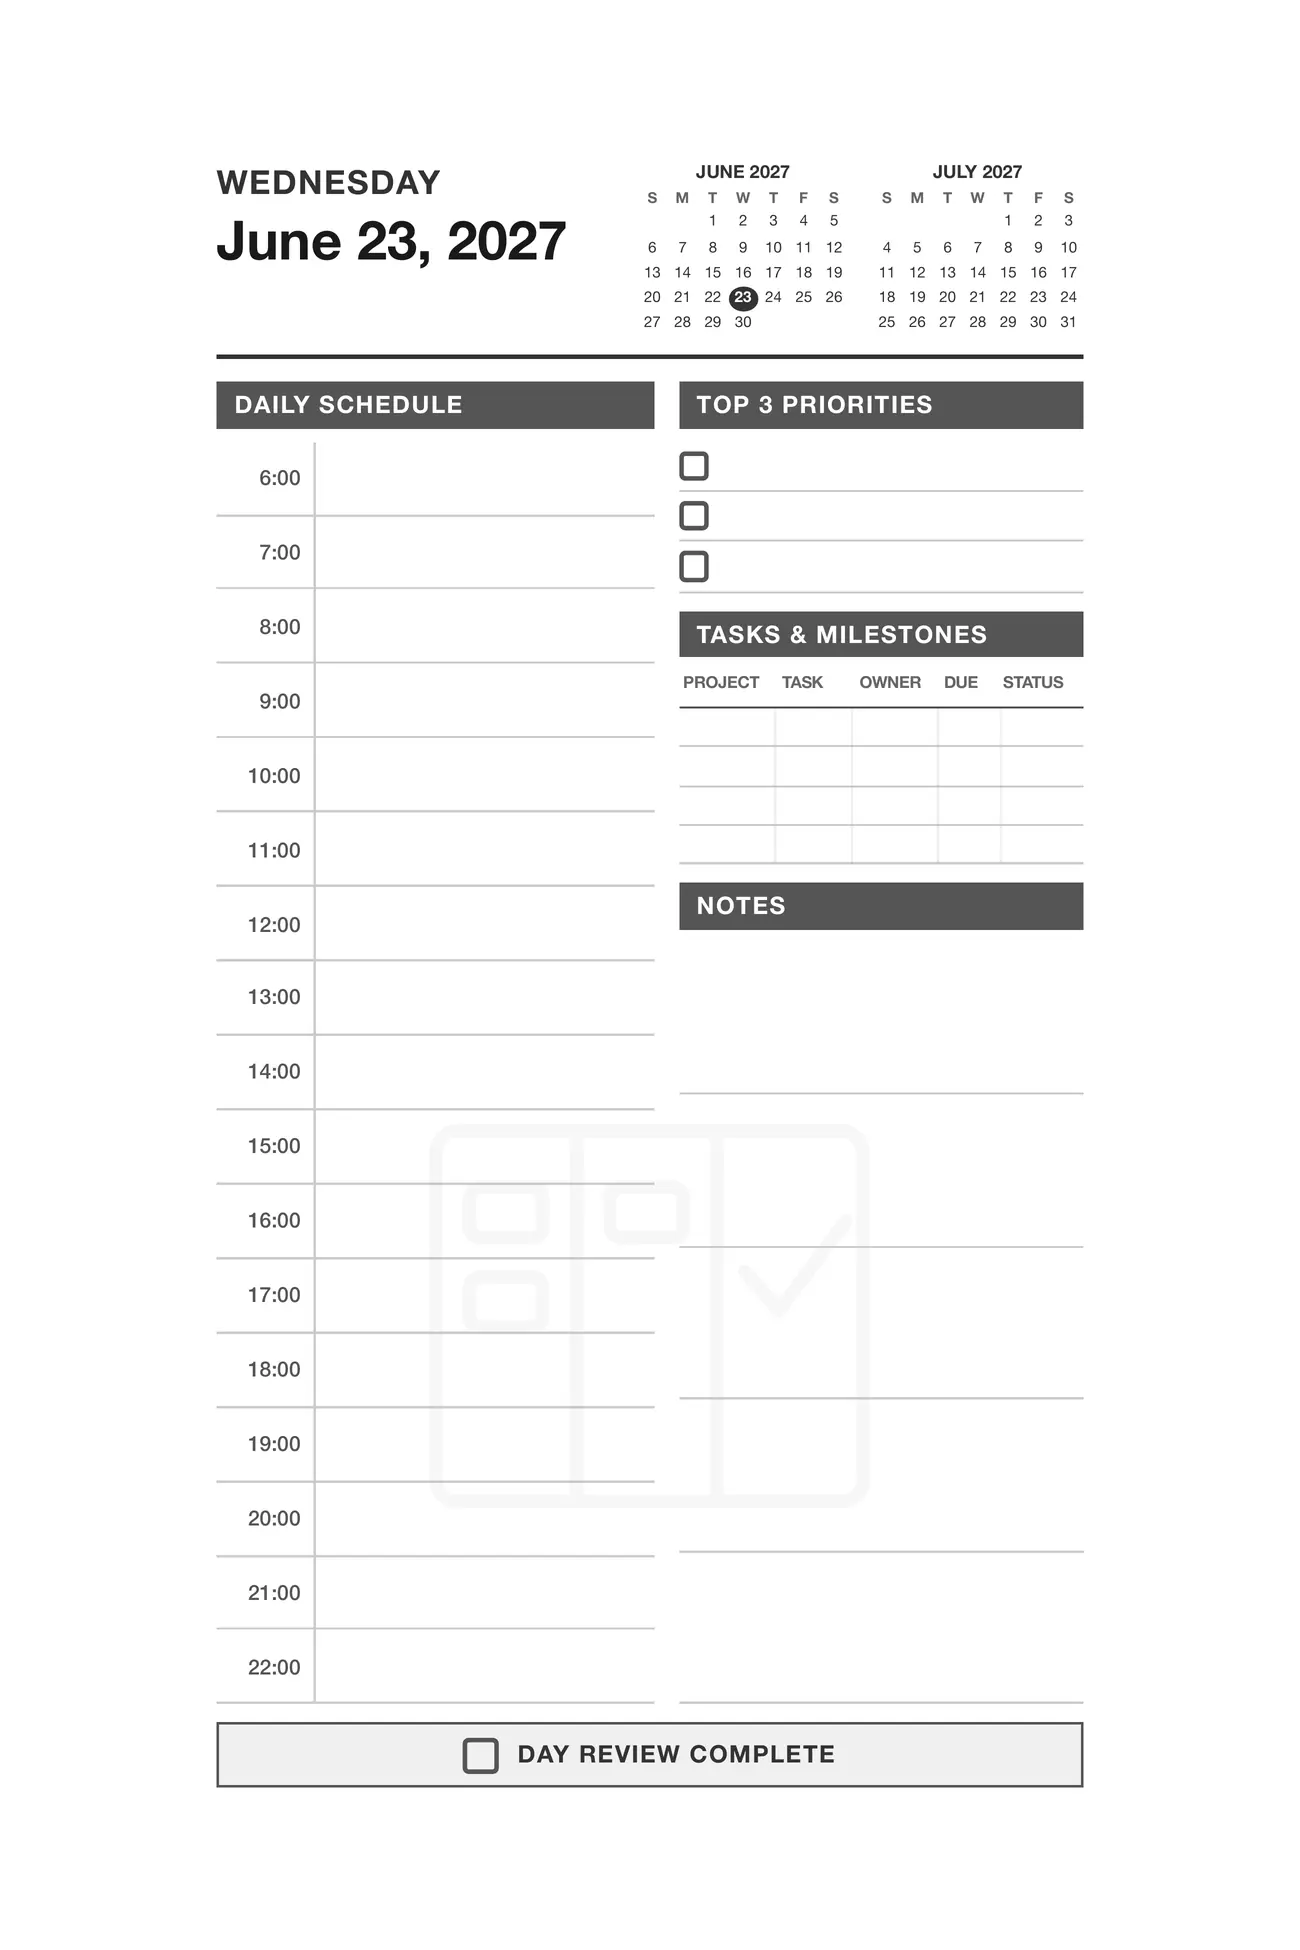 WEDNESDAY
June 23, 2027
JUNE 2027
S M T W T F S
1 2 3 4 5
6 7 8 9 10 11 12
13 14 15 16 17 18 19
20 21 22 23 24 25 26
27 28 29 30
JULY 2027
S M T W T F S
1 2 3
4 5 6 7 8 9 10
11 12 13 14 15 16 17
18 19 20 21 22 23 24
25 26 27 28 29 30 31
DAILY SCHEDULE
6:00
7:00
8:00
9:00
10:00
11:00
12:00
13:00
14:00
15:00
16:00
17:00
18:00
19:00
20:00
21:00
22:00
TOP 3 PRIORITIES
TASKS & MILESTONES
PROJECT TASK OWNER DUE STATUS
NOTES
DAY REVIEW COMPLETE